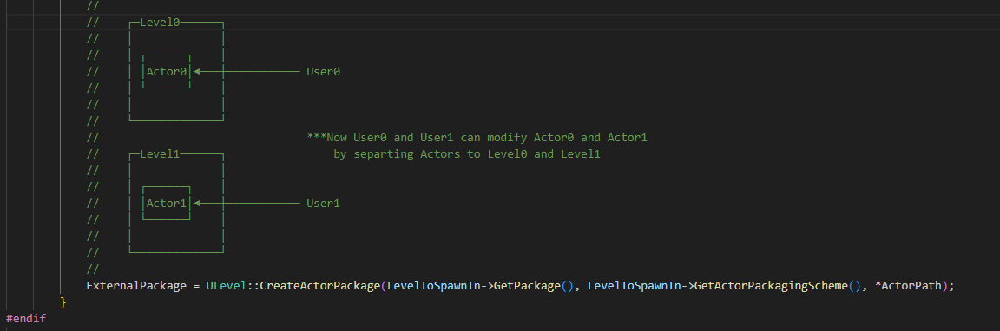 //
//    ┌─Level0──────┐
//    │             │
//    │ ┌──────┐    │
//    │ │Actor0│◄───┼─────────── User0
//    │ └──────┘    │
//    │             │
//    └─────────────┘
//                               ***Now User0 and User1 can modify Actor0 and Actor1
//    ┌─Level1──────┐                by separting Actors to Level0 and Level1
//    │             │
//    │ ┌──────┐    │
//    │ │Actor1│◄───┼─────────── User1
//    │ └──────┘    │
//    │             │
//    └─────────────┘
//
ExternalPackage = ULevel::CreateActorPackage(LevelToSpawnIn->GetPackage(), LevelToSpawnIn->GetActorPackagingScheme(), *ActorPath);
}
#endif